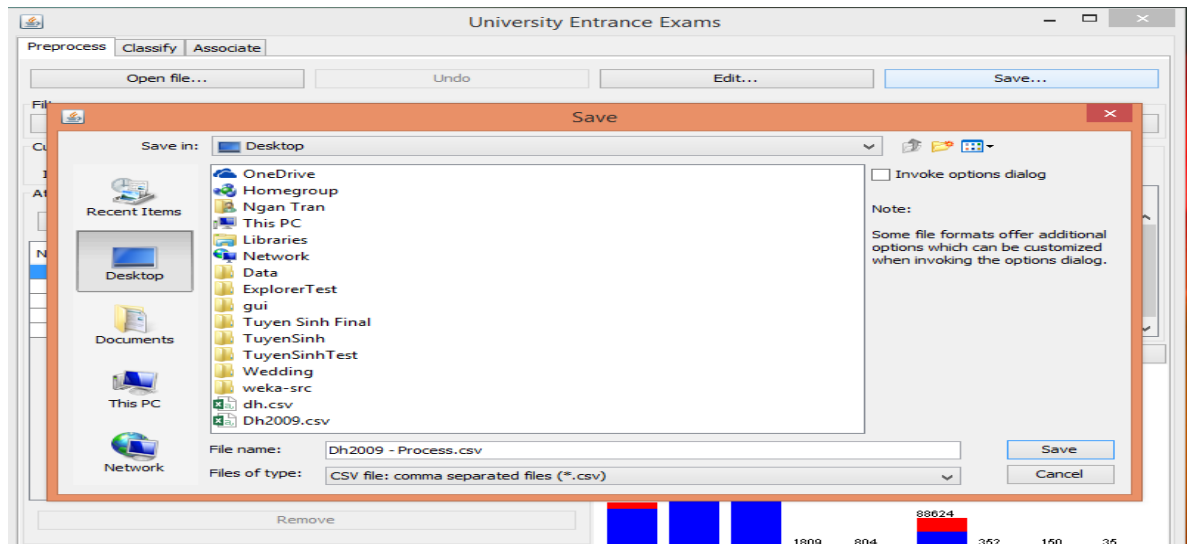 University Entrance Exams
Preprocess Classify Associate
Open file... Undo Edit... Save...
Save
Save in: Desktop
Recent Items
Desktop
Documents
This PC
Network
OneDrive
Homegroup
Ngan Tran
This PC
Libraries
Network
Data
ExplorerTest
gui
Tuyen Sinh Final
TuyenSinh
TuyenSinhTest
Wedding
weka-src
dh.csv
Dh2009.csv
Invoke options dialog
Note:
Some file formats offer additional
options which can be customized
when invoking the options dialog.
File name: Dh2009 - Process.csv Save
Files of type: CSV file: comma separated files (*.csv) Cancel
Remove
88624
1809 804 352 150 35